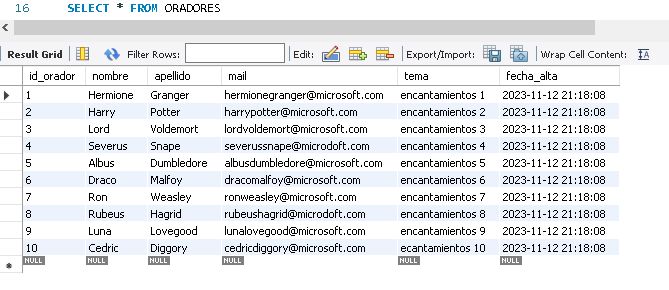 16 SELECT * FROM ORADORES
Result Grid Filter Rows: Edit: Export/Import: Wrap Cell Content:
id_orador nombre apellido mail tema fecha_alta
1 Hermione Granger hermionegranger@microsoft.com encantamientos 1 2023-11-12 21:18:08
2 Harry Potter harrypotter@microsoft.com encantamientos 2 2023-11-12 21:18:08
3 Lord Voldemort lordvoldemort@microsoft.com encantamientos 3 2023-11-12 21:18:08
4 Severus Snape severussnape@microdoft.com encantamientos 4 2023-11-12 21:18:08
5 Albus Dumbledore albusdumbledore@microsoft.com encantamientos 5 2023-11-12 21:18:08
6 Draco Malfoy dracomalfoy@microsoft.com encantamientos 6 2023-11-12 21:18:08
7 Ron Weasley ronweasley@microsoft.com encantamientos 7 2023-11-12 21:18:08
8 Rubeus Hagrid rubeushagrid@microdoft.com encantamientos 8 2023-11-12 21:18:08
9 Luna Lovegood lunalovegood@microsoft.com encantamientos 9 2023-11-12 21:18:08
10 Cedric Diggory cedricdiggory@microsoft.com ecantamientos 10 2023-11-12 21:18:08
NULL NULL NULL NULL NULL NULL